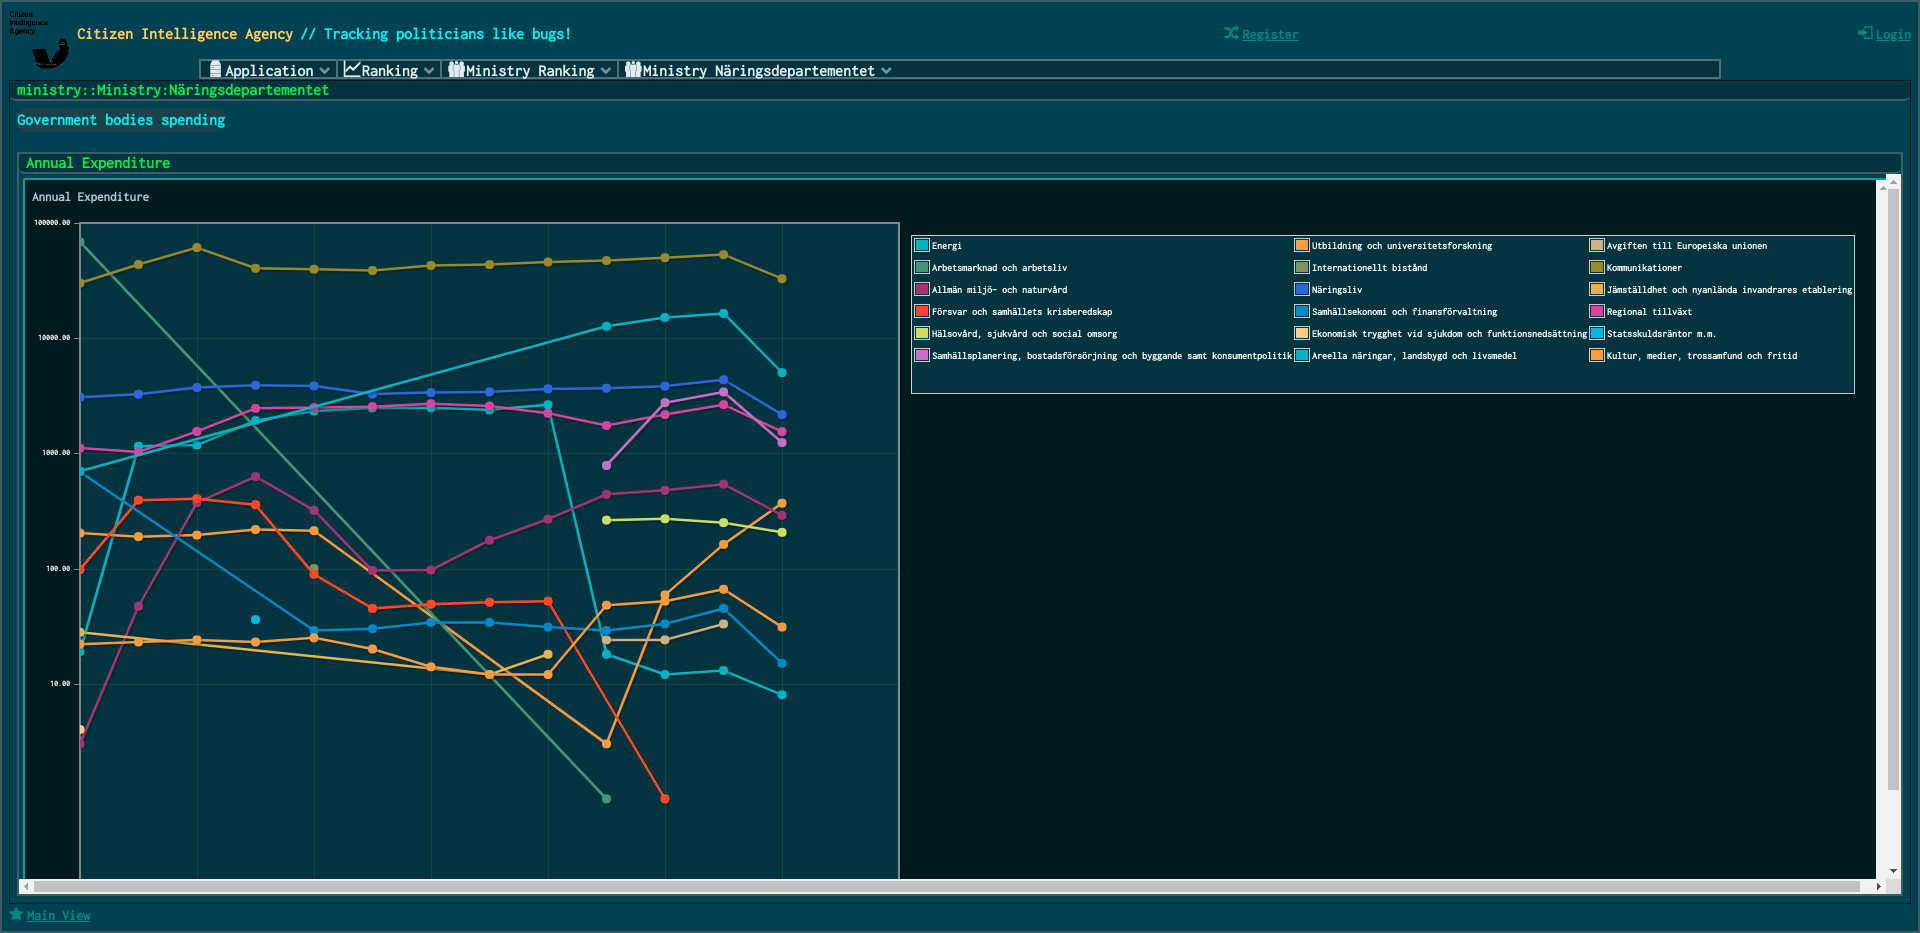 Citizen
Intelligence
Agency
Citizen Intelligence Agency // Tracking politicians like bugs!
Register
Login
Application
Ranking
Ministry Ranking
Ministry Näringsdepartementet
ministry::Ministry:Näringsdepartementet
Government bodies spending
Annual Expenditure
Annual Expenditure
100000.00
10000.00
1000.00
100.00
10.00
Energi
Utbildning och universitetsforskning
Avgiften till Europeiska unionen
Arbetsmarknad och arbetsliv
Internationellt bistånd
Kommunikationer
Allmän miljö- och naturvård
Näringsliv
Jämställdhet och nyanlända invandrares etablering
Försvar och samhällets krisberedskap
Samhällsekonomi och finansförvaltning
Regional tillväxt
Hälsovård, sjukvård och social omsorg
Ekonomisk trygghet vid sjukdom och funktionsnedsättning
Statsskuldsräntor m.m.
Samhällsplanering, bostadsförsörjning och byggande samt konsumentpolitik
Areella näringar, landsbygd och livsmedel
Kultur, medier, trossamfund och fritid
Main View